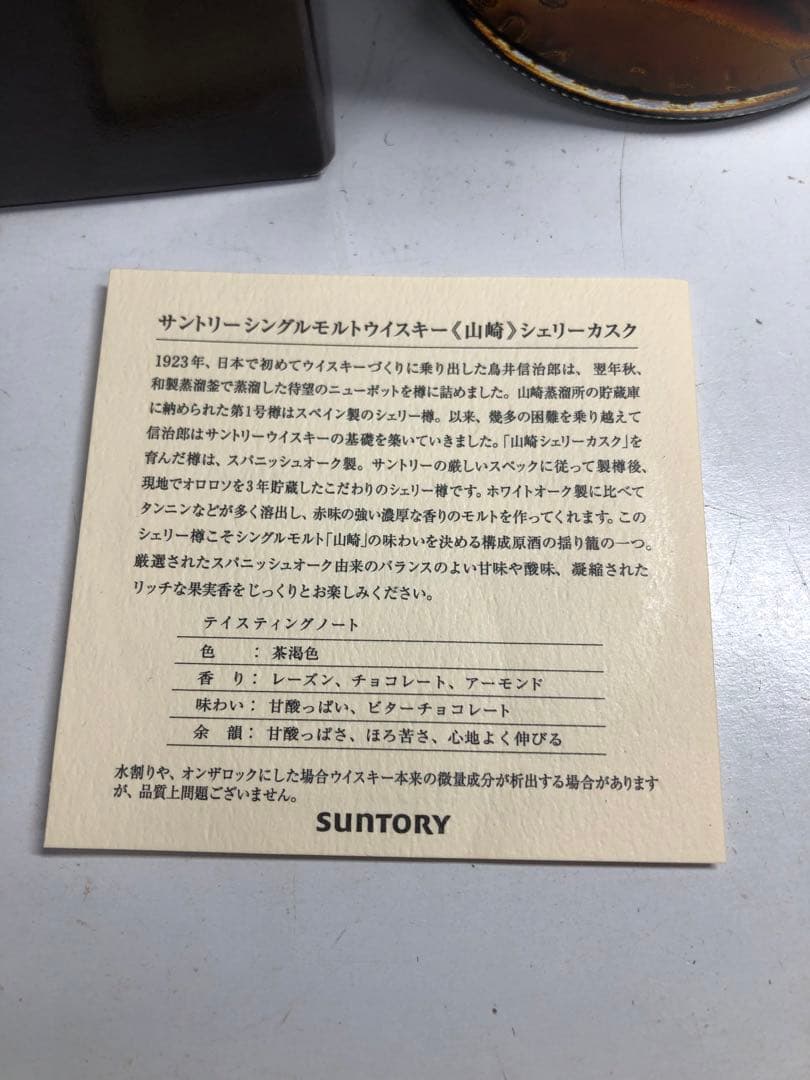 サントリーシングルモルトウイスキー《山崎》シェリーカスク
1923年、日本で初めてウイスキーづくりに乗り出した鳥井信治郎は、翌年秋、
和製蒸溜釜で蒸溜した待望のニューポットを樽に詰めました。山崎蒸溜所の貯蔵庫
に納められた第1号樽はスペイン製のシェリー樽。以来、幾多の困難を乗り越えて
信治郎はサントリーウイスキーの基礎を築いていきました。「山崎シェリーカスク」を
育んだ樽は、スパニッシュオーク製。サントリーの厳しいスペックに従って製樽後、
現地でオロロソを3年貯蔵したこだわりのシェリー樽です。ホワイトオーク製に比べて
タンニンなどが多く溶出し、赤味の強い濃厚な香りのモルトを作ってくれます。この
シェリー樽こそシングルモルト「山崎」の味わいを決める構成原酒の揺り籠の一つ。
厳選されたスパニッシュオーク由来のバランスのよい甘味や酸味、凝縮された
リッチな果実香をじっくりとお楽しみください。
テイスティングノート
色 : 茶渇色
香り: レーズン、チョコレート、アーモンド
味わい: 甘酸っぱい、ビターチョコレート
余韻: 甘酸っぱさ、ほろ苦さ、心地よく伸びる
水割りや、オンザロックにした場合ウイスキー本来の微量成分が析出する場合があります
が、品質上問題ございません。
SUNTORY